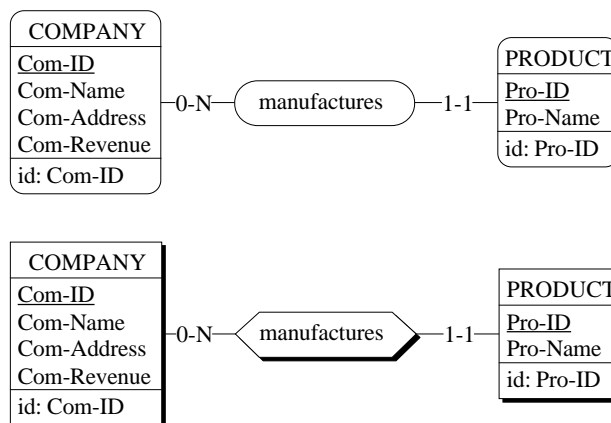 COMPANY
Com-ID
Com-Name
Com-Address
Com-Revenue
id: Com-ID
0-N
manufactures
1-1
PRODUCT
Pro-ID
Pro-Name
id: Pro-ID
COMPANY
Com-ID
Com-Name
Com-Address
Com-Revenue
id: Com-ID
0-N
manufactures
1-1
PRODUCT
Pro-ID
Pro-Name
id: Pro-ID